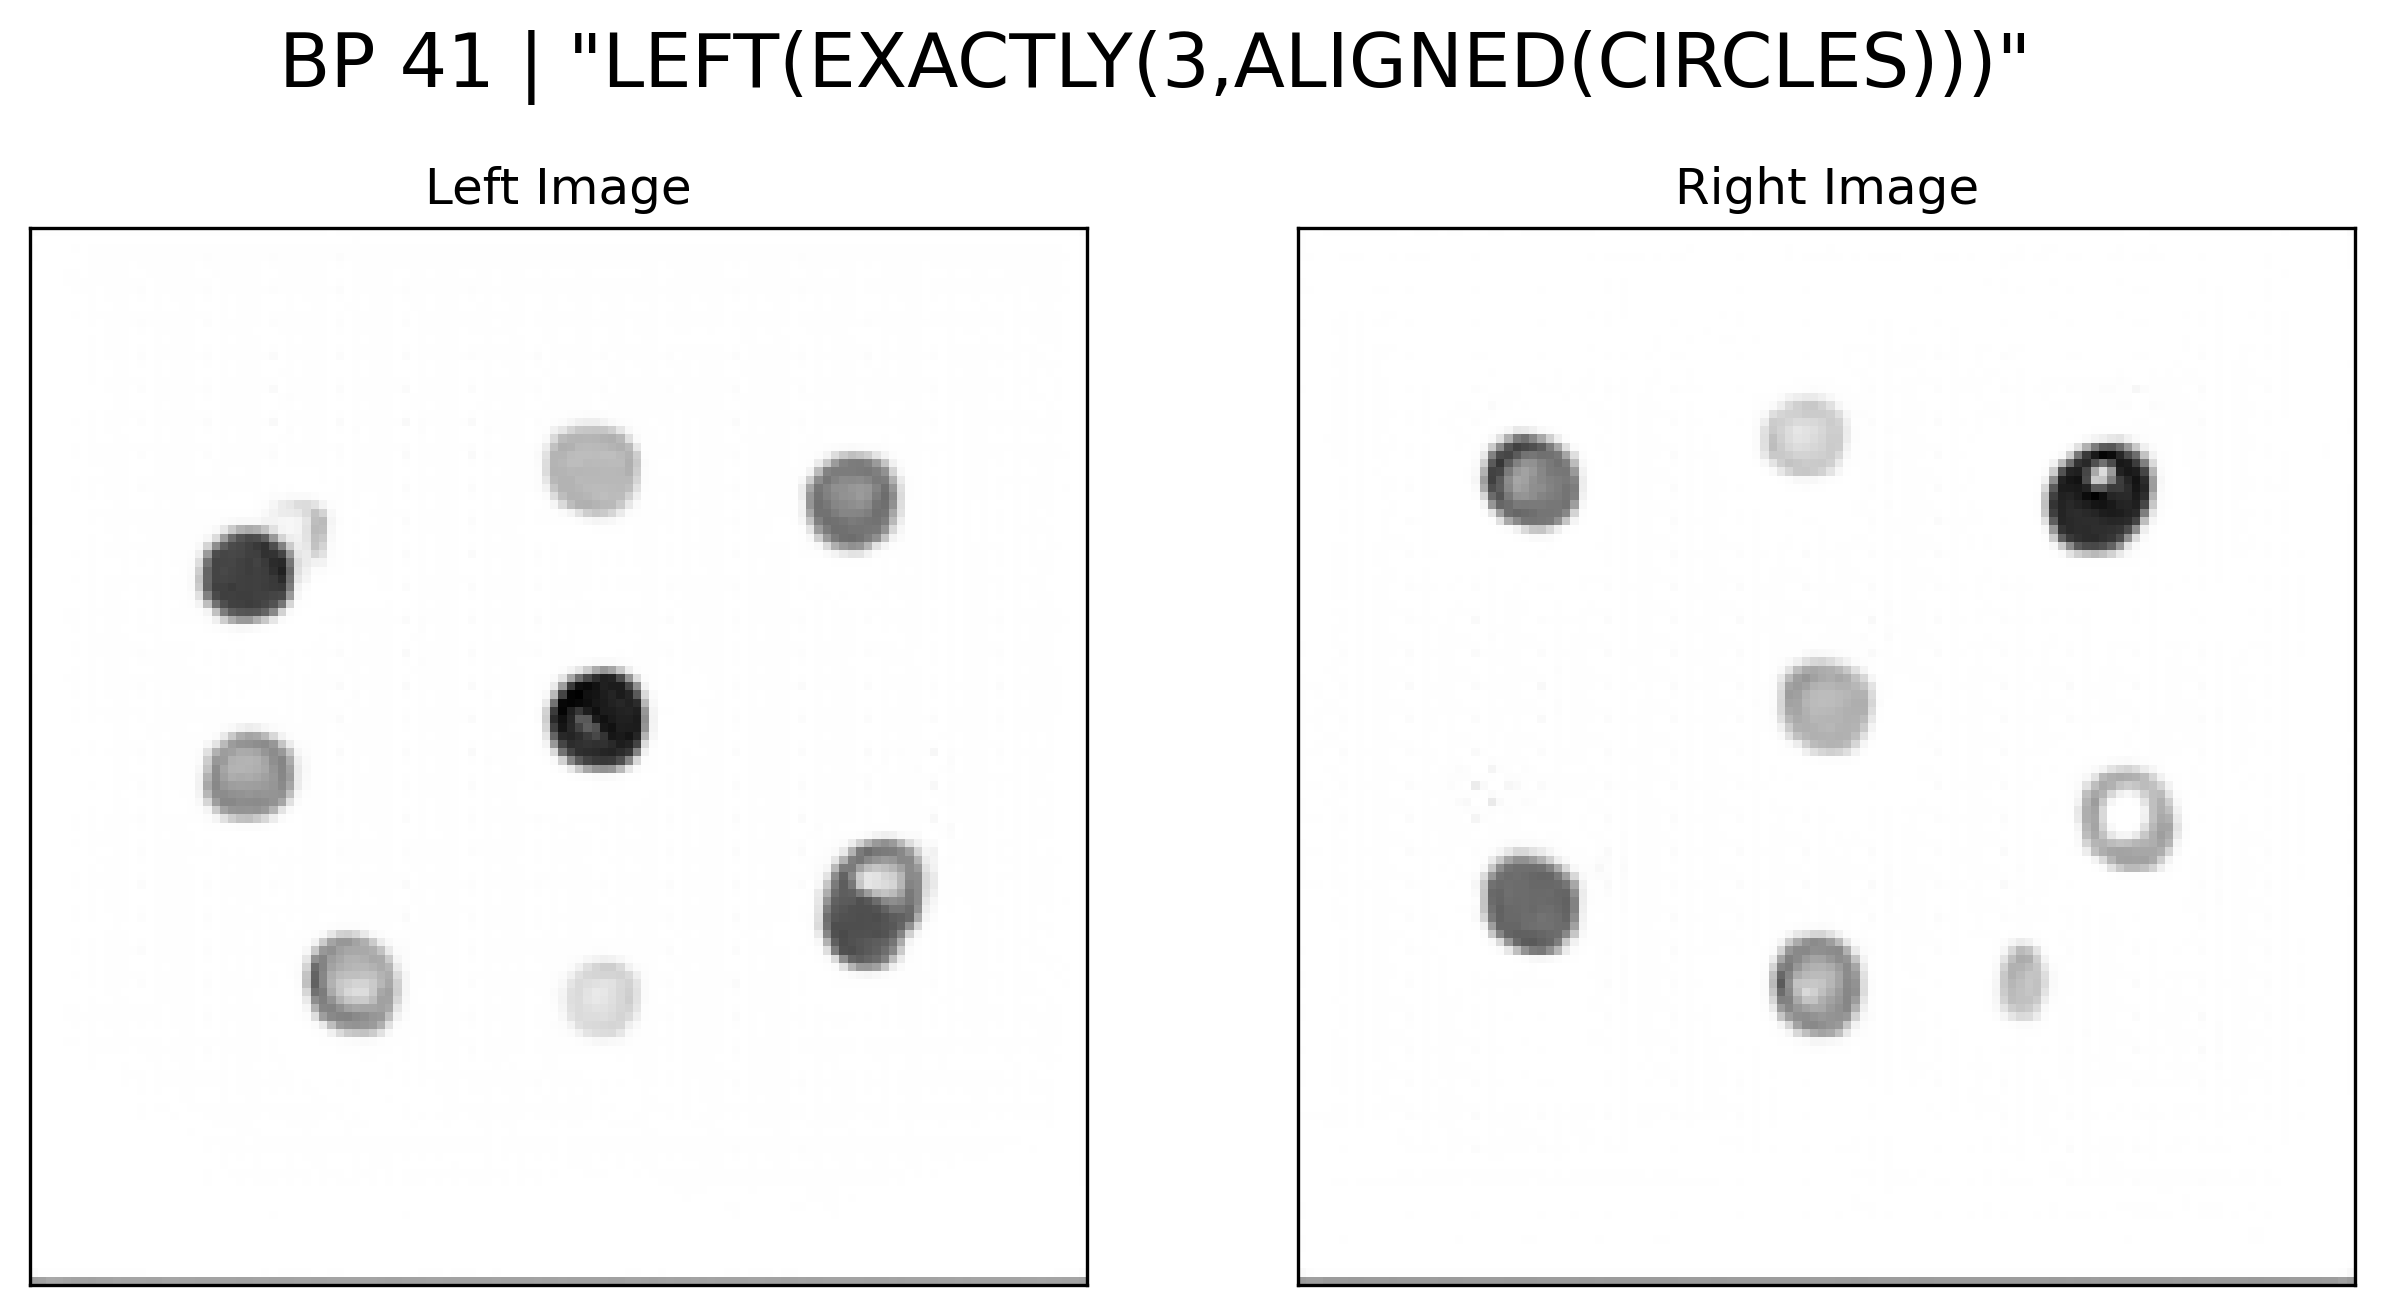 BP 41 | "LEFT(EXACTLY(3,ALIGNED(CIRCLES)))"
Left Image
Right Image